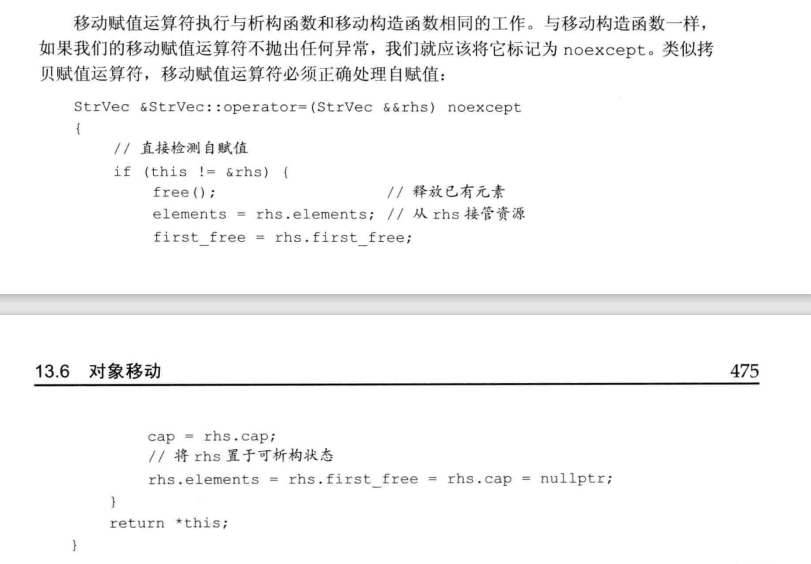 移动赋值运算符执行与析构函数和移动构造函数相同的工作。与移动构造函数一样，
如果我们的移动赋值运算符不抛出任何异常，我们就应该将它标记为 noexcept。类似拷
贝赋值运算符，移动赋值运算符必须正确处理自赋值：
StrVec &StrVec::operator=(StrVec &&rhs) noexcept
{
// 直接检测自赋值
if (this != &rhs) {
free(); // 释放已有元素
elements = rhs.elements; // 从 rhs 接管资源
first_free = rhs.first_free;
13.6 对象移动 475
cap = rhs.cap;
// 将 rhs 置于可析构状态
rhs.elements = rhs.first_free = rhs.cap = nullptr;
}
return *this;
}